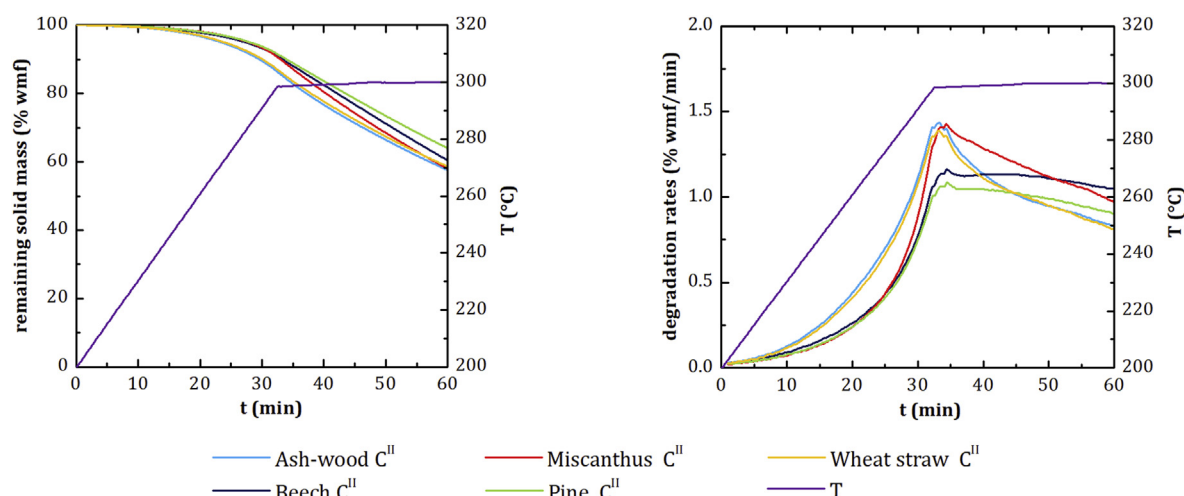 remaining solid mass (% wmf)
100
80
60
40
20
0
0 10 20 30 40 50 60
t (min)
320
300
280
260
240
220
200
T (°C)
degradation rates (% wmf/min)
2.0
1.5
1.0
0.5
0.0
0 10 20 30 40 50 60
t (min)
320
300
280
260
240
220
200
T (°C)
Ash-wood C^II Miscanthus C^II Wheat straw C^II
Beech C^II Pine C^II T